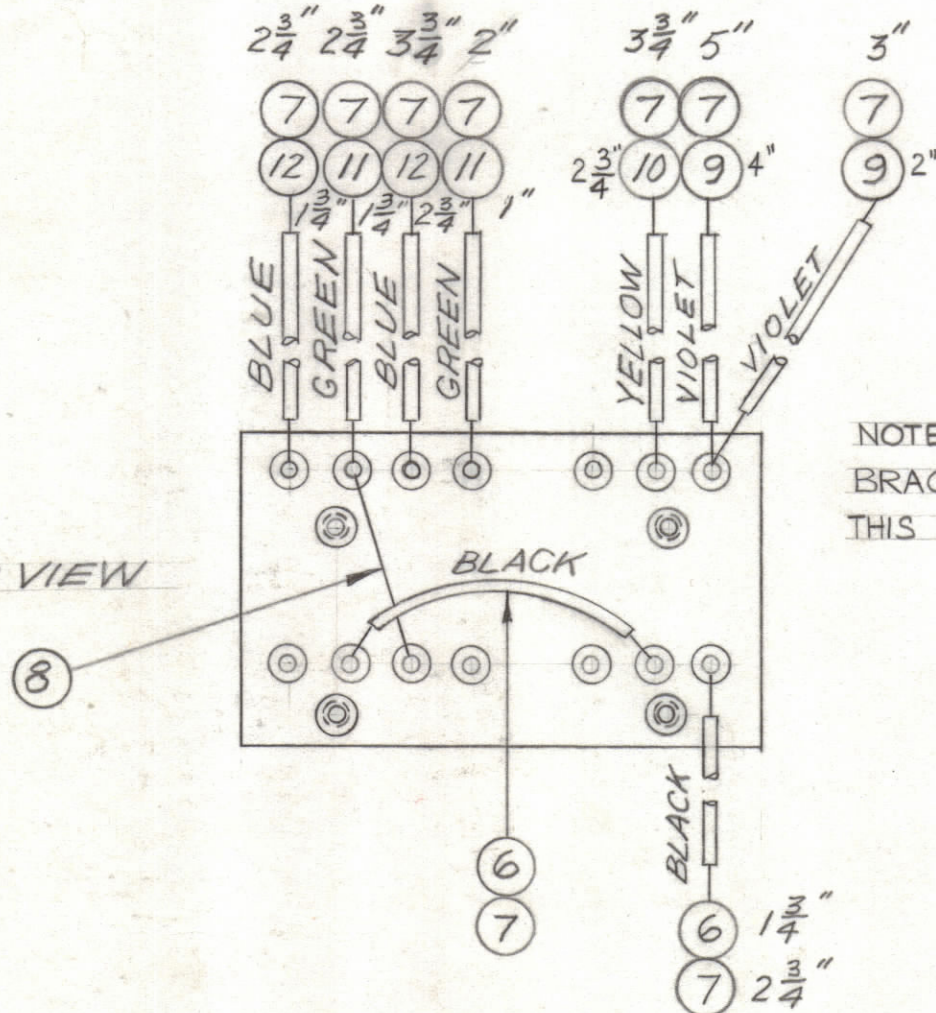 2 3/4" 2 3/4" 3 3/4" 2" 3 3/4" 5" 3"
7 7 7 7 7 7 7
12 11 12 11 2 3/4" 10 9 4" 9 2"
1 3/4" 1 3/4" 2 3/4" 1"
BLUE GREEN BLUE GREEN YELLOW VIOLET VIOLET
NOTE
BRAC
THIS
VIEW
BLACK
8
BLACK
6
7
6 1 3/4"
7 2 3/4"